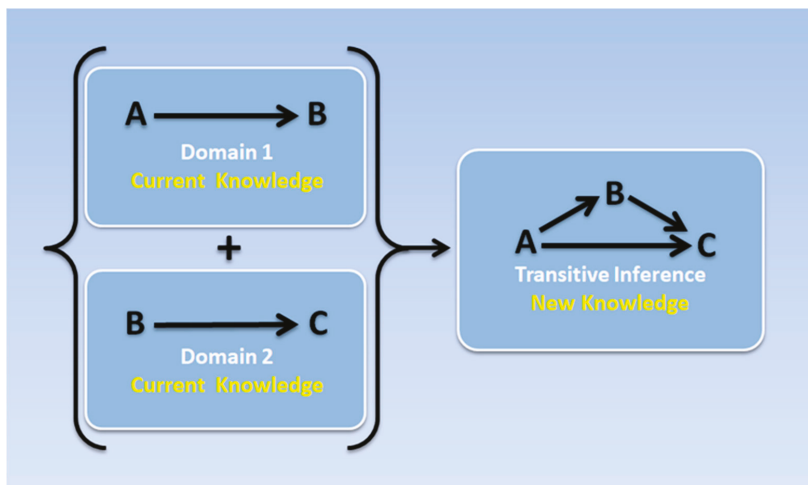 A B
Domain 1
Current Knowledge
+
B C
Domain 2
Current Knowledge
B
A C
Transitive Inference
New Knowledge